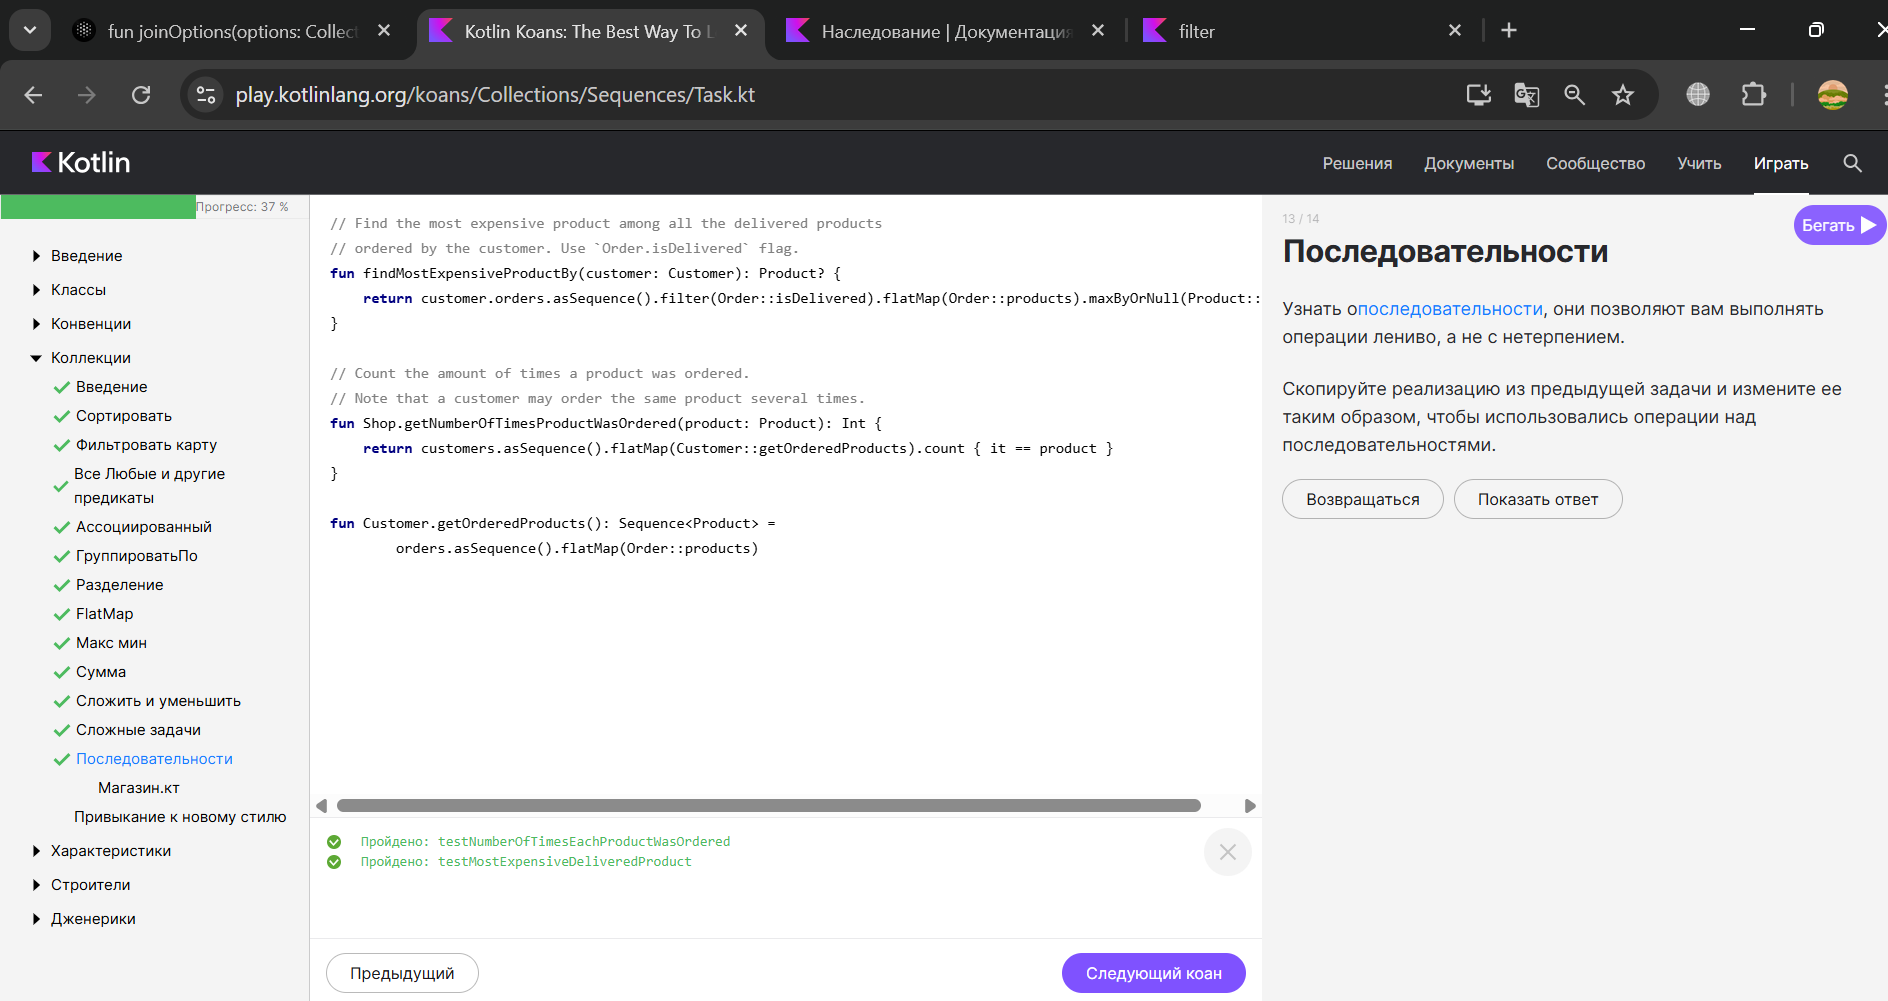 fun joinOptions(options: Collect
Kotlin Koans: The Best Way To L
Наследование | Документация
filter
play.kotlinlang.org/koans/Collections/Sequences/Task.kt
Kotlin
Решения
Документы
Сообщество
Учить
Играть
Прогресс: 37 %
Введение
Классы
Конвенции
Коллекции
Введение
Сортировать
Фильтровать карту
Все Любые и другие
предикаты
Ассоциированный
ГруппироватьПо
Разделение
FlatMap
Макс мин
Сумма
Сложить и уменьшить
Сложные задачи
Последовательности
Магазин.кт
Привыкание к новому стилю
Характеристики
Строители
Дженерики
// Find the most expensive product among all the delivered products
// ordered by the customer. Use `Order.isDelivered` flag.
fun findMostExpensiveProductBy(customer: Customer): Product? {
    return customer.orders.asSequence().filter(Order::isDelivered).flatMap(Order::products).maxByOrNull(Product::
}
// Count the amount of times a product was ordered.
// Note that a customer may order the same product several times.
fun Shop.getNumberOfTimesProductWasOrdered(product: Product): Int {
    return customers.asSequence().flatMap(Customer::getOrderedProducts).count { it == product }
}
fun Customer.getOrderedProducts(): Sequence<Product> =
        orders.asSequence().flatMap(Order::products)
Пройдено: testNumberOfTimesEachProductWasOrdered
Пройдено: testMostExpensiveDeliveredProduct
Предыдущий
Следующий коан
13 / 14
Бегать
Последовательности
Узнать опоследовательности, они позволяют вам выполнять
операции лениво, а не с нетерпением.
Скопируйте реализацию из предыдущей задачи и измените ее
таким образом, чтобы использовались операции над
последовательностями.
Возвращаться
Показать ответ